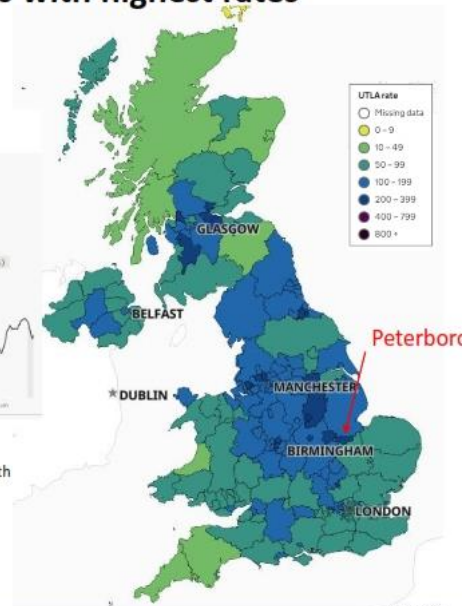 with highest rates
UTLA rate
Missing data
0 – 9
10 – 49
50 – 99
100 – 199
200 – 399
400 – 799
800 +
GLASGOW
BELFAST
Peterboro
DUBLIN
MANCHESTER
BIRMINGHAM
LONDON